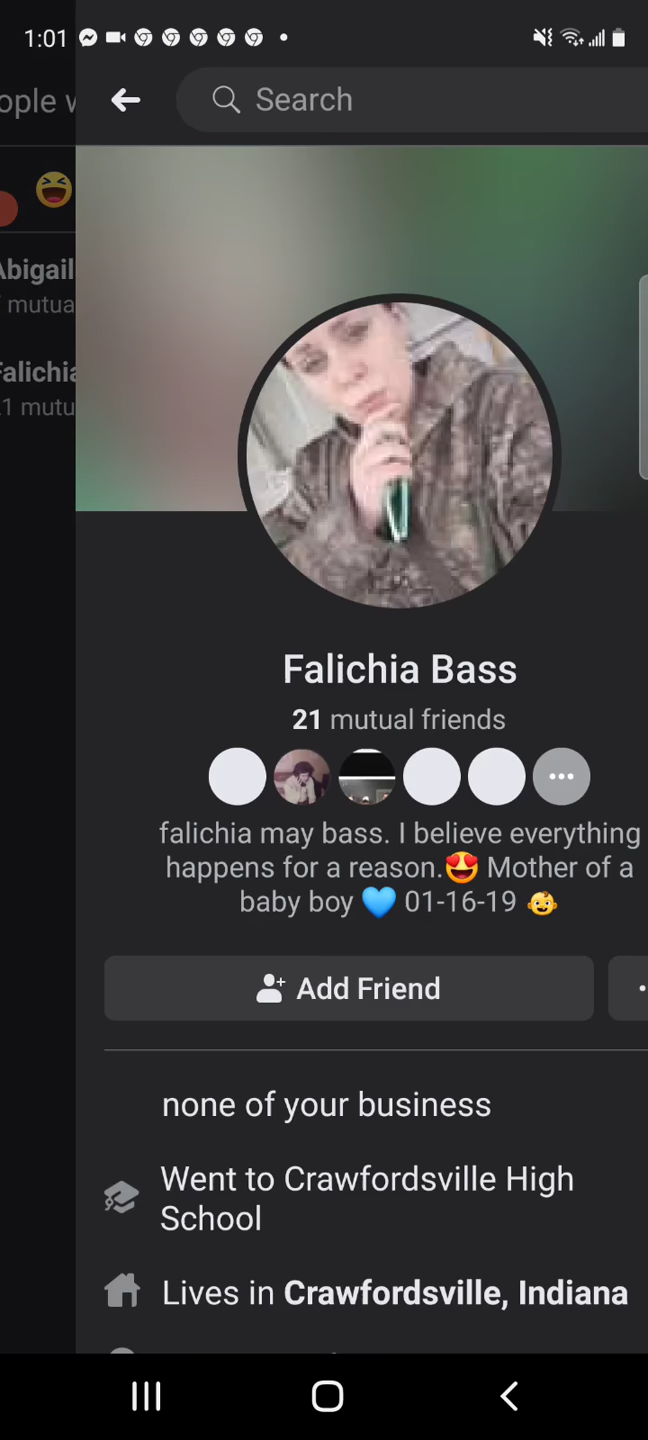 1:01
ople w
Search
Abigail
mutua
Falichia
1 mutu
Falichia Bass
21 mutual friends
falichia may bass. I believe everything
happens for a reason.😍 Mother of a
baby boy 💙 01-16-19 👶
Add Friend
none of your business
Went to Crawfordsville High
School
Lives in Crawfordsville, Indiana